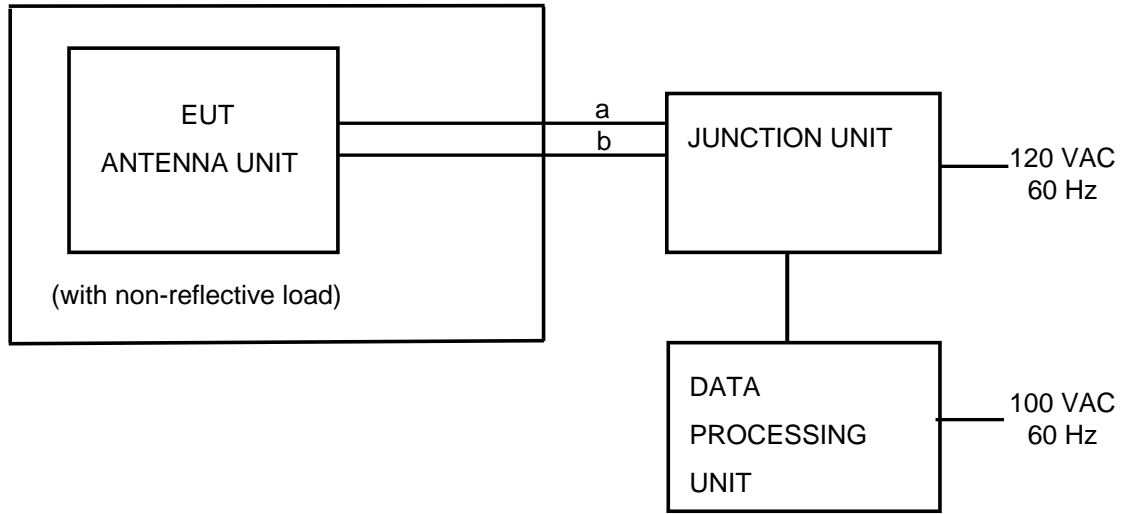 EUT
ANTENNA UNIT
(with non-reflective load)
a
b
JUNCTION UNIT
120 VAC
60 Hz
DATA
PROCESSING
UNIT
100 VAC
60 Hz